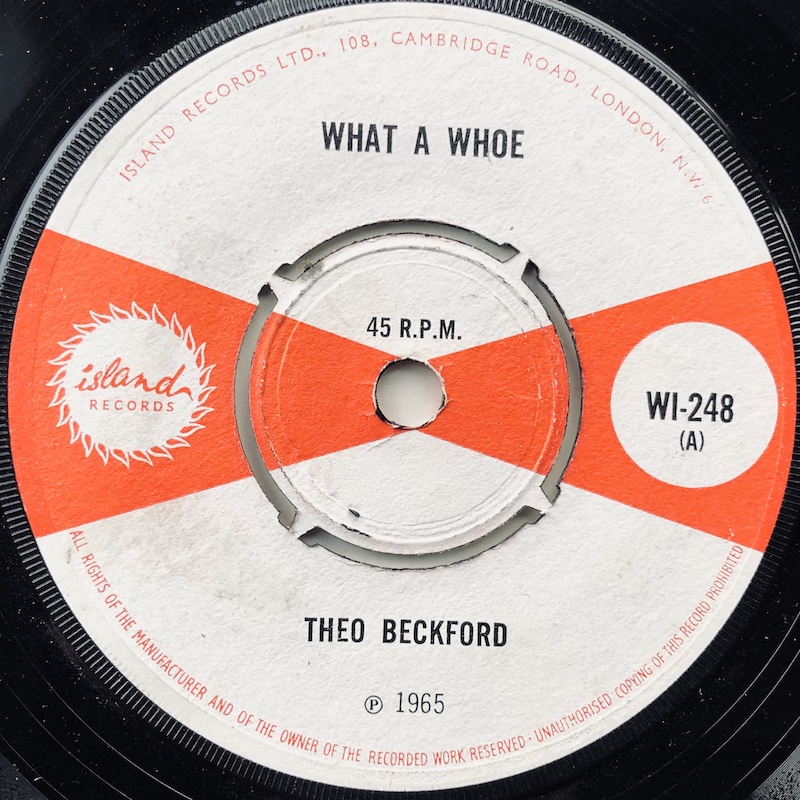 ISLAND RECORDS LTD., 108, CAMBRIDGE ROAD, LONDON, N.W.6.
WHAT A WHOE
45 R.P.M.
island
RECORDS
WI-248
(A)
THEO BECKFORD
℗ 1965
ALL RIGHTS OF THE MANUFACTURER AND OF THE OWNER OF THE RECORDED WORK RESERVED · UNAUTHORISED COPYING OF THIS RECORD PROHIBITED